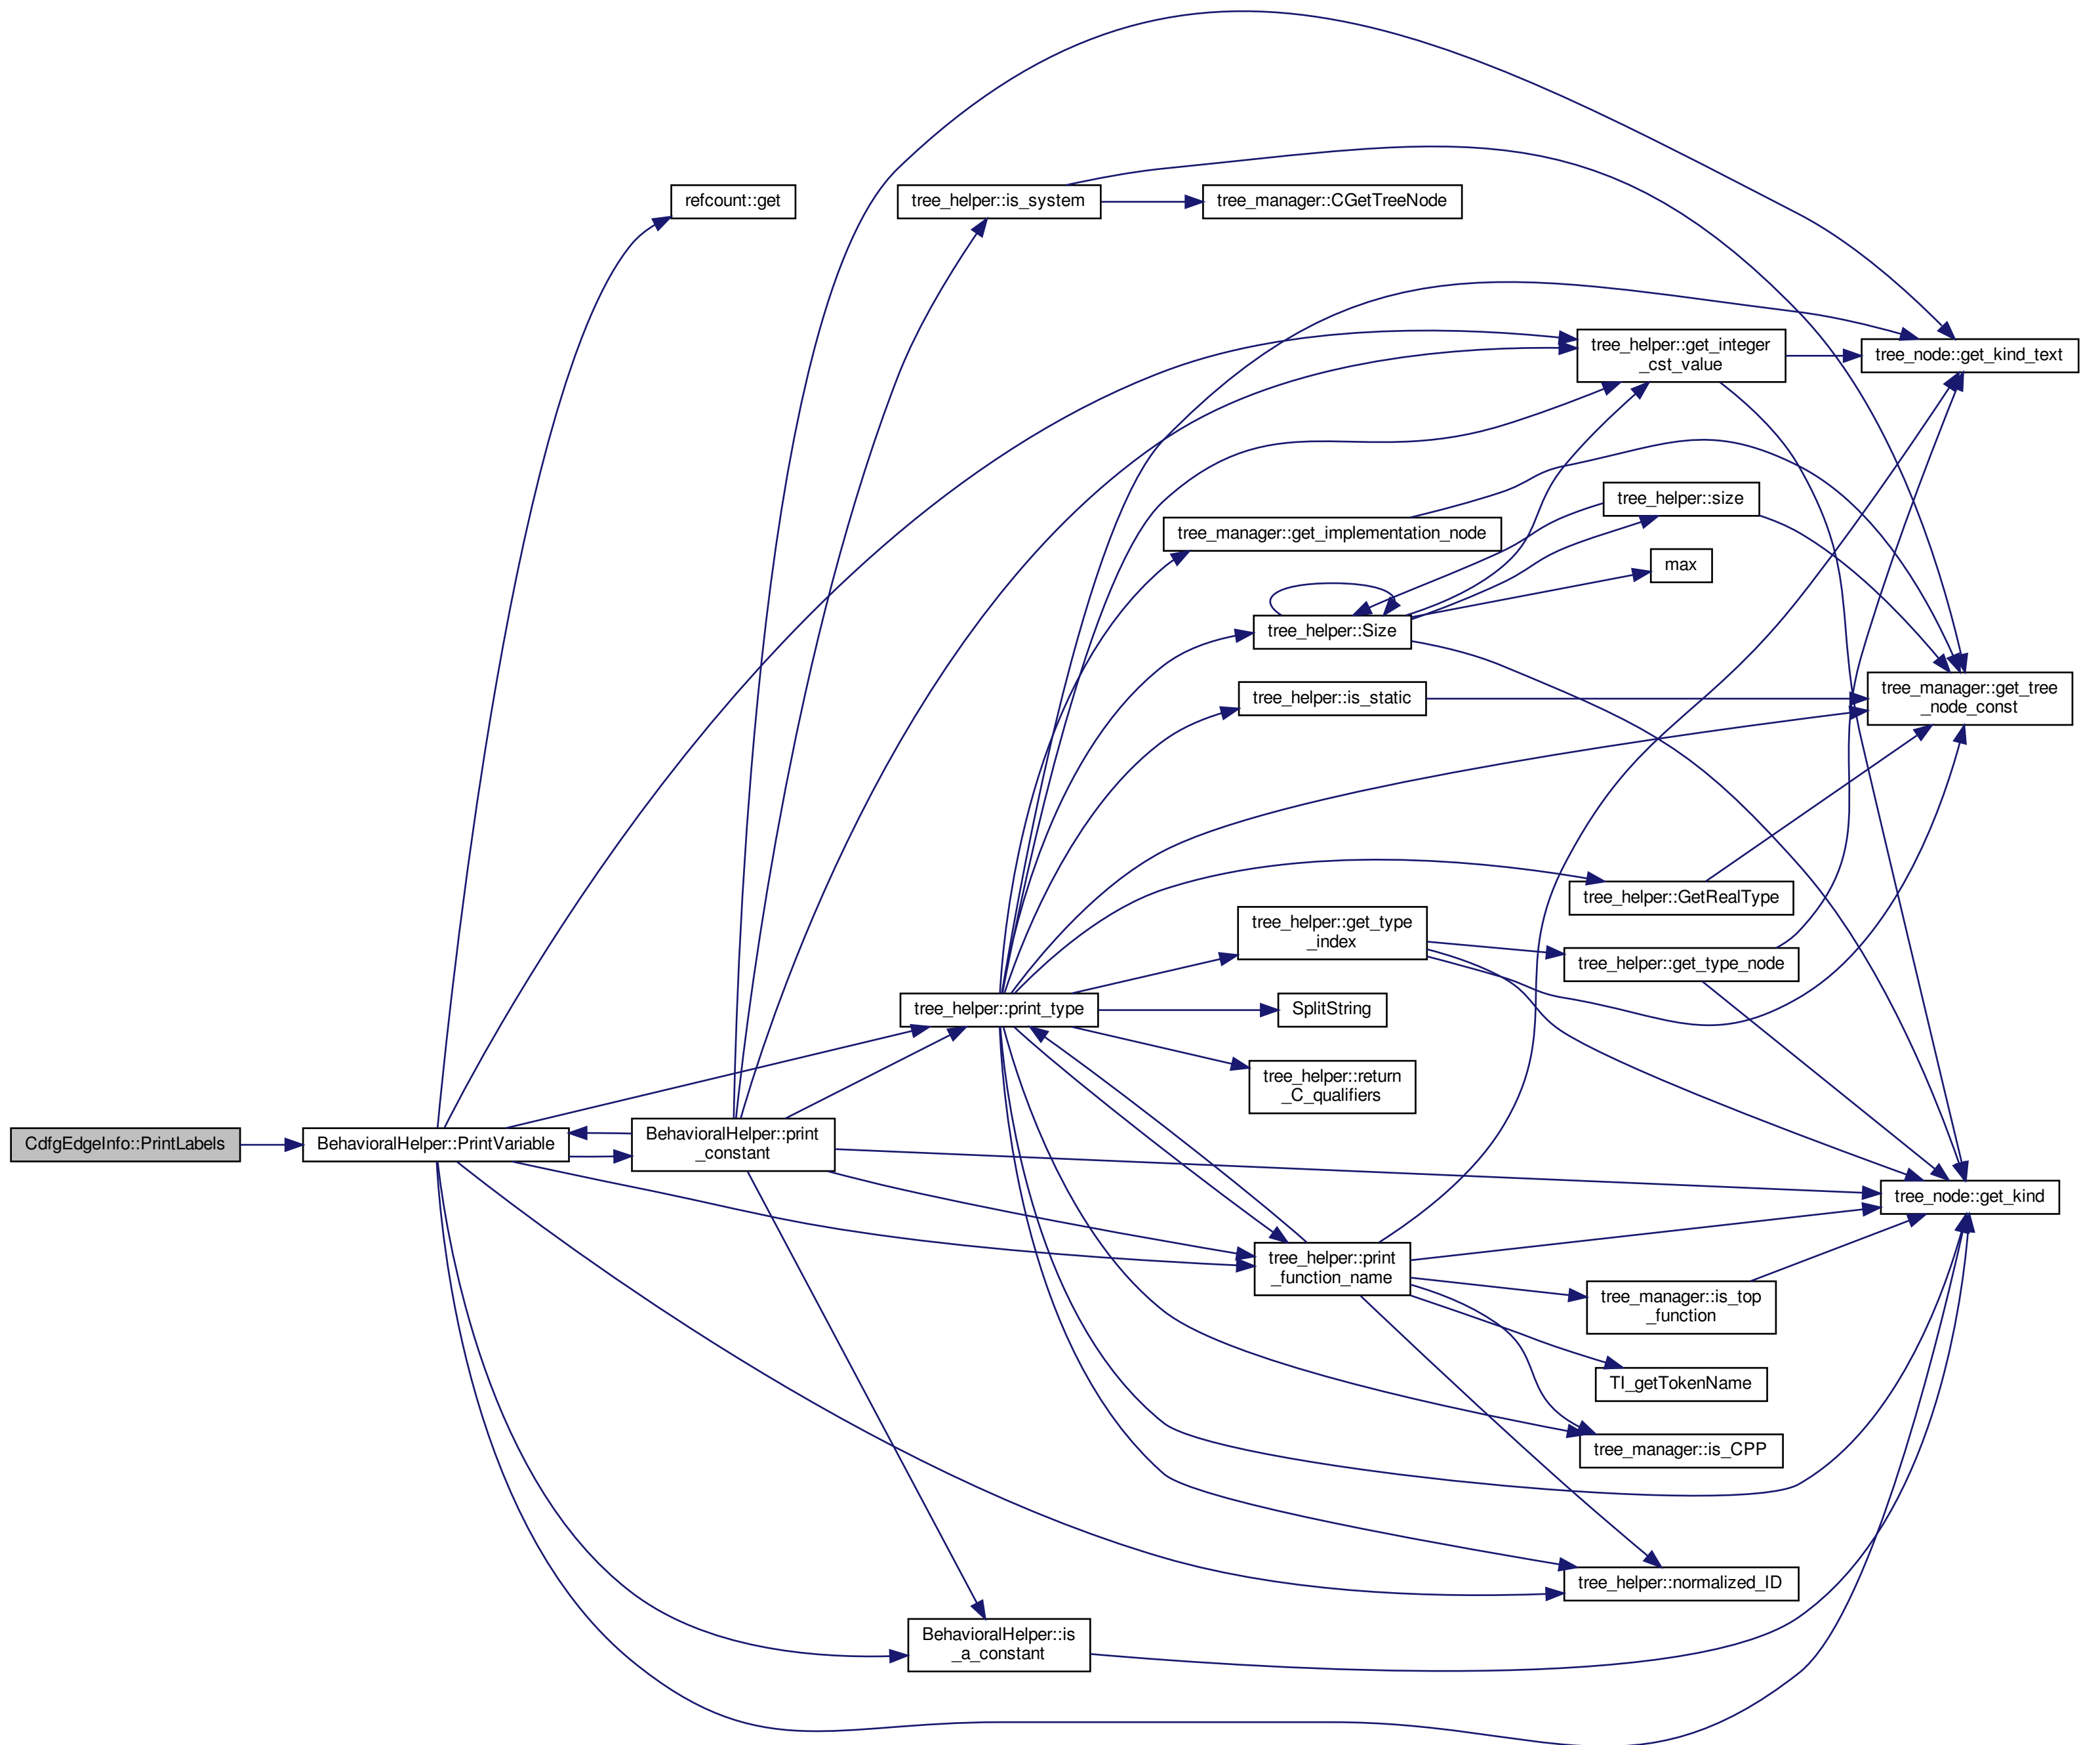 refcount::get
tree_helper::is_system
tree_manager::CGetTreeNode
tree_helper::get_integer
_cst_value
tree_node::get_kind_text
tree_helper::size
tree_manager::get_implementation_node
max
tree_helper::Size
tree_helper::is_static
tree_manager::get_tree
_node_const
tree_helper::GetRealType
tree_helper::get_type
_index
tree_helper::get_type_node
tree_helper::print_type
SplitString
tree_helper::return
_C_qualifiers
CdfgEdgeInfo::PrintLabels
BehavioralHelper::PrintVariable
BehavioralHelper::print
_constant
tree_node::get_kind
tree_helper::print
_function_name
tree_manager::is_top
_function
TI_getTokenName
tree_manager::is_CPP
tree_helper::normalized_ID
BehavioralHelper::is
_a_constant